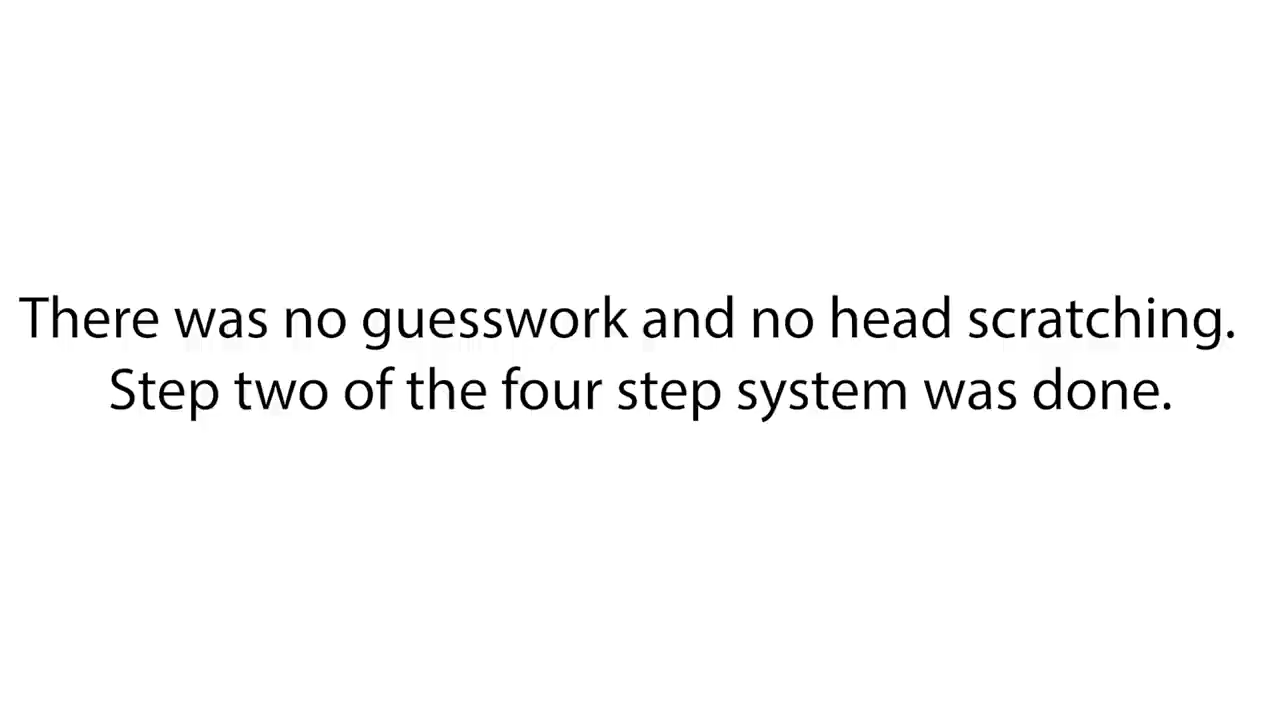 There was no guesswork and no head scratching.
Step two of the four step system was done.